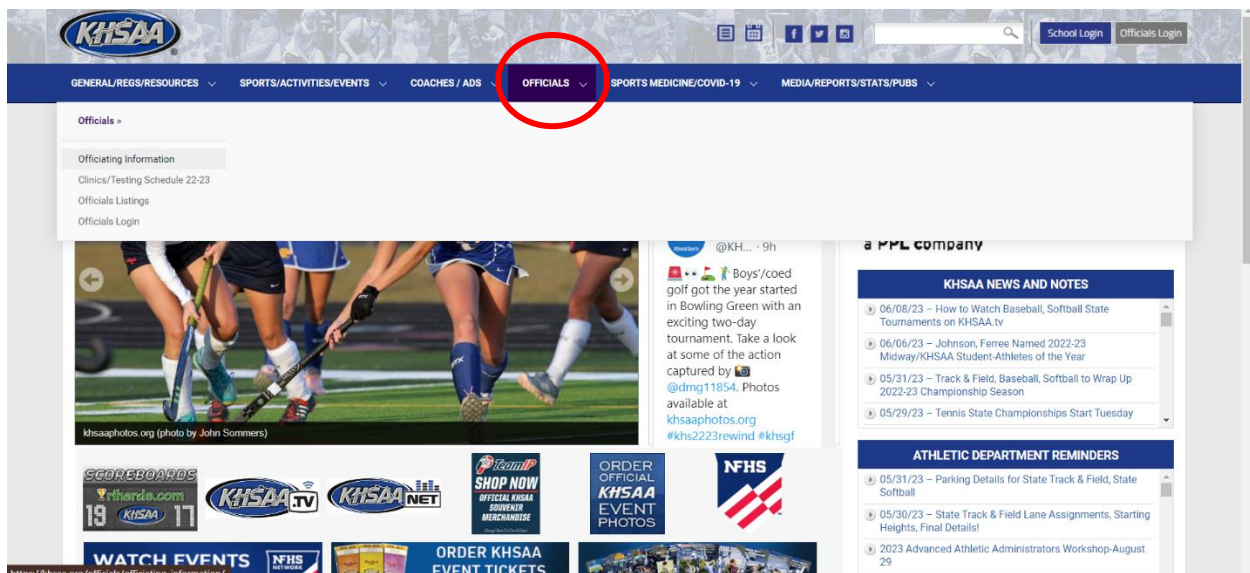 KHSAA
School Login
Officials Login
GENERAL/REGS/RESOURCES
SPORTS/ACTIVITIES/EVENTS
COACHES / ADS
OFFICIALS
SPORTS MEDICINE/COVID-19
MEDIA/REPORTS/STATS/PUBS
Officials »
Officiating Information
Clinics/Testing Schedule 22-23
Officials Listings
Officials Login
khsaaphotos.org (photo by John Sommers)
@KH... · 9h
Boys'/coed
golf got the year started
in Bowling Green with an
exciting two-day
tournament. Take a look
at some of the action
captured by
@dmg11854. Photos
available at
khsaaphotos.org
#khs2223rewind #khsgf
a PPL company
KHSAA NEWS AND NOTES
06/08/23 – How to Watch Baseball, Softball State
Tournaments on KHSAA.tv
06/06/23 – Johnson, Ferree Named 2022-23
Midway/KHSAA Student-Athletes of the Year
05/31/23 – Track & Field, Baseball, Softball to Wrap Up
2022-23 Championship Season
05/29/23 – Tennis State Championships Start Tuesday
ATHLETIC DEPARTMENT REMINDERS
05/31/23 – Parking Details for State Track & Field, State
Softball
05/30/23 – State Track & Field Lane Assignments, Starting
Heights, Final Details!
2023 Advanced Athletic Administrators Workshop-August
29
SCOREBOARDS
19 KHSAA 17
KHSAA .TV
KHSAA NET
TeamIP
SHOP NOW
OFFICIAL KHSAA
SOUVENIR
MERCHANDISE
ORDER
OFFICIAL
KHSAA
EVENT
PHOTOS
NFHS
WATCH EVENTS
NFHS
NETWORK
ORDER KHSAA
EVENT TICKETS